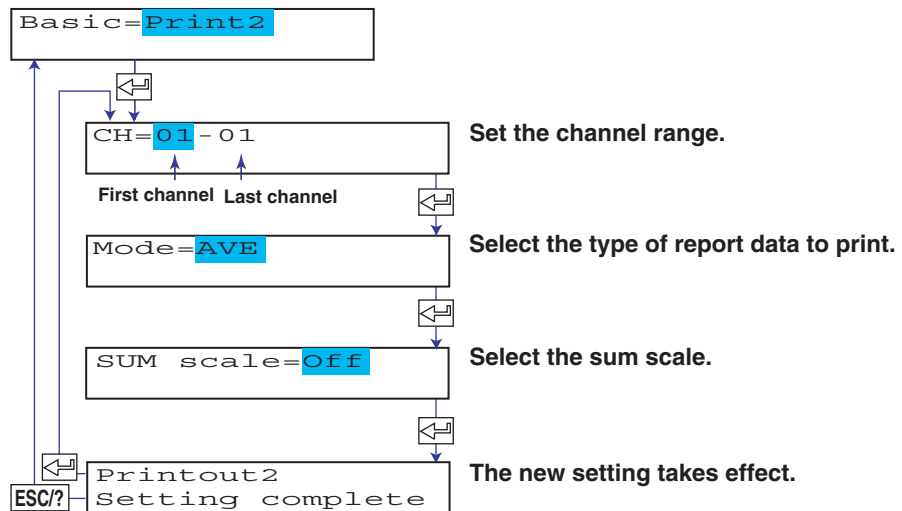 Basic=Print2
CH=01-01
Set the channel range.
First channel
Last channel
Mode=AVE
Select the type of report data to print.
SUM scale=Off
Select the sum scale.
Printout2
Setting complete
The new setting takes effect.
ESC/?